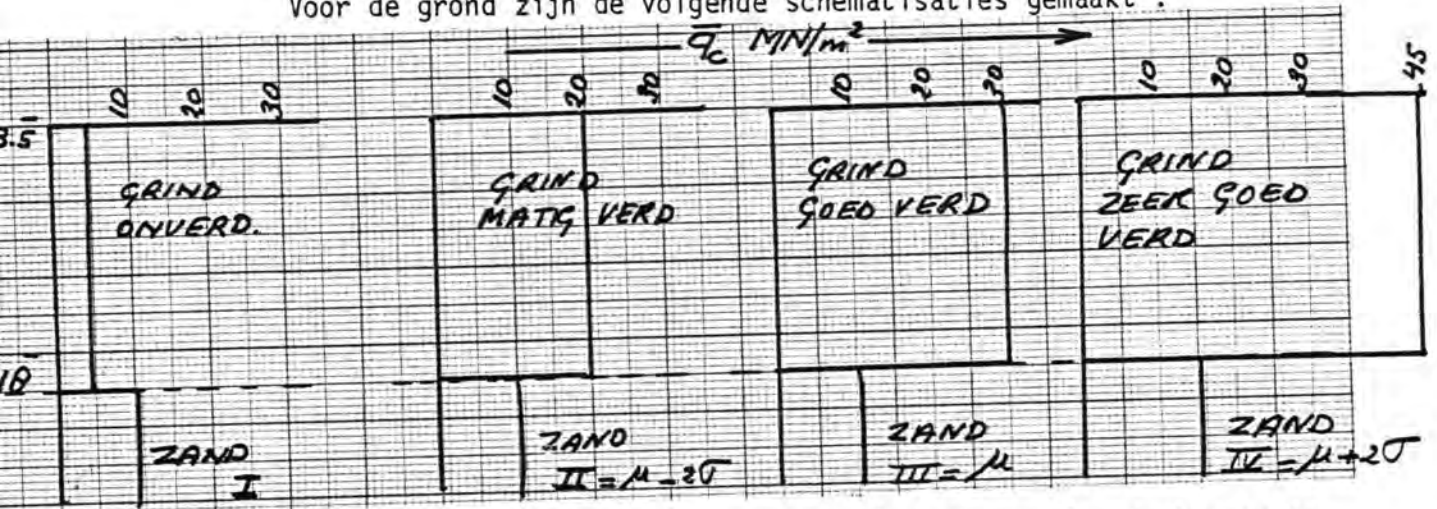 Voor de grond zijn de volgende schematisaties gemaakt :
q̄c MN/m²
10 20 30 10 20 30 10 20 30 10 20 30 45
3.5
GRIND
ONVERD.
GRIND
MATIG VERD
GRIND
GOED VERD
GRIND
ZEER GOED
VERD
18
ZAND
I
ZAND
II = μ - 2σ
ZAND
III = μ
ZAND
IV = μ + 2σ